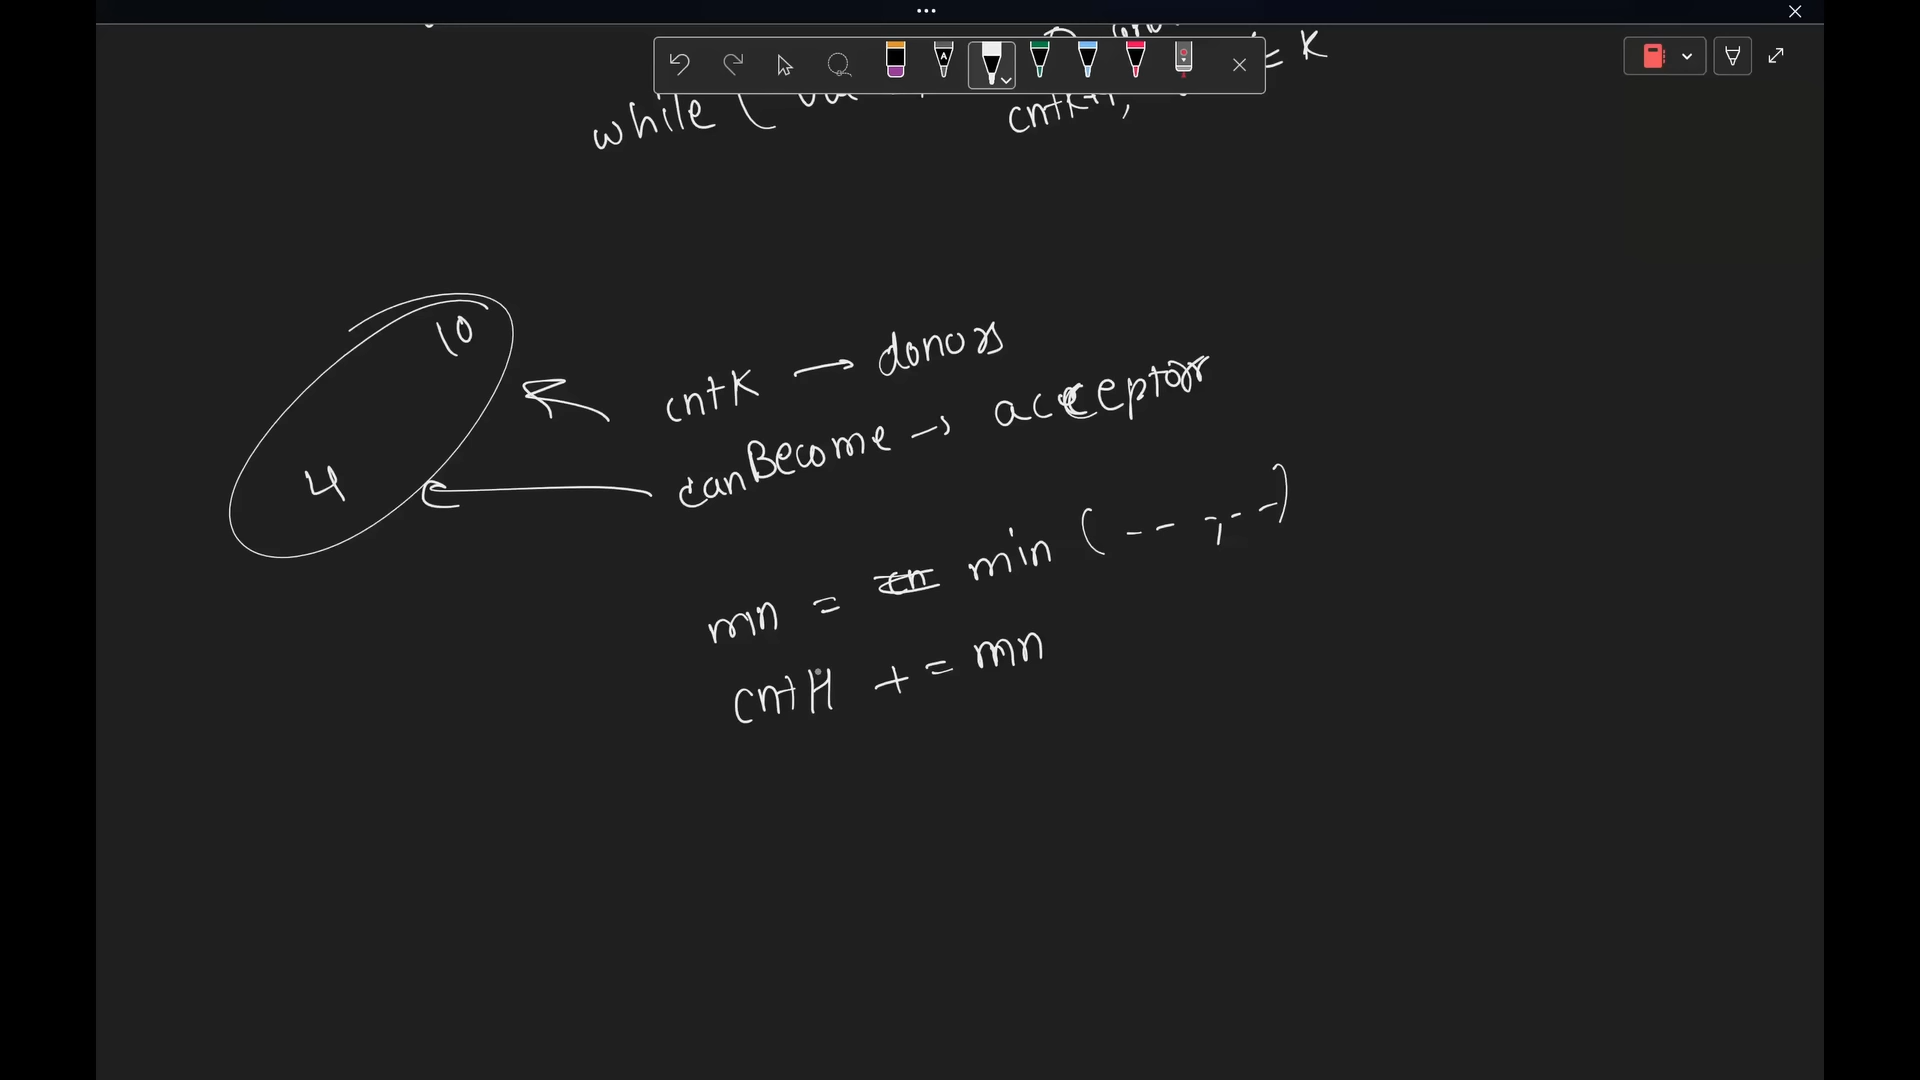 = K
while (
cntK++,
10
cntK → donors
canBecome → acceptor
4
mn = min ( -- , -- )
cntH += mn